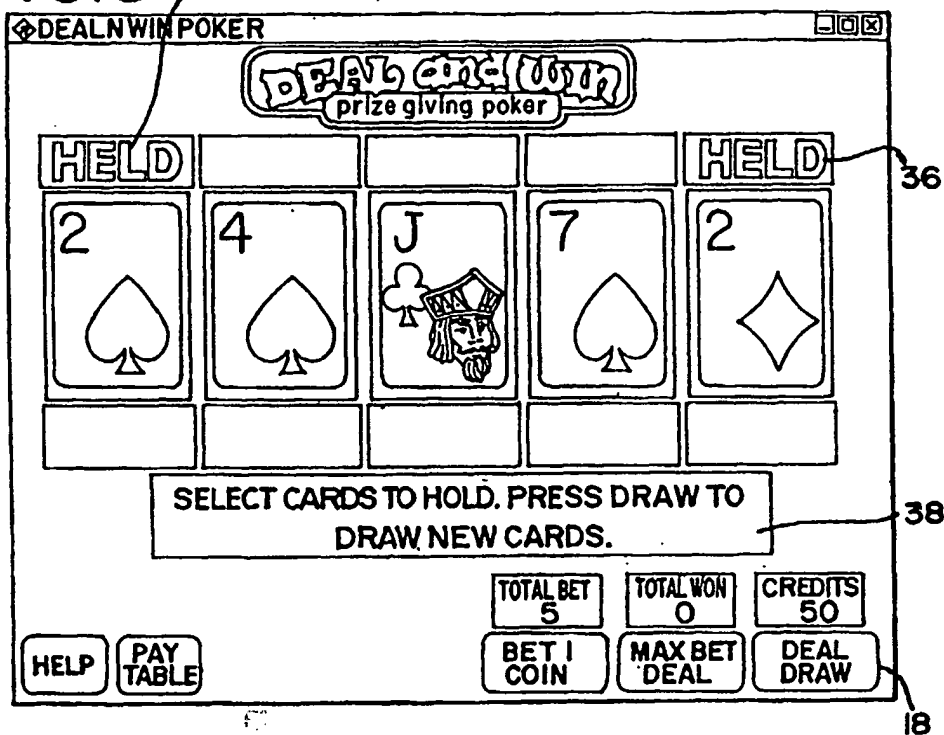 DEALNWINPOKER
DEAL and WIN
prize giving poker
HELD HELD
36
2 4 J 7 2
SELECT CARDS TO HOLD. PRESS DRAW TO
DRAW NEW CARDS.
38
TOTAL BET TOTAL WON CREDITS
5 0 50
HELP PAY TABLE BET 1 COIN MAX BET DEAL DEAL DRAW
18